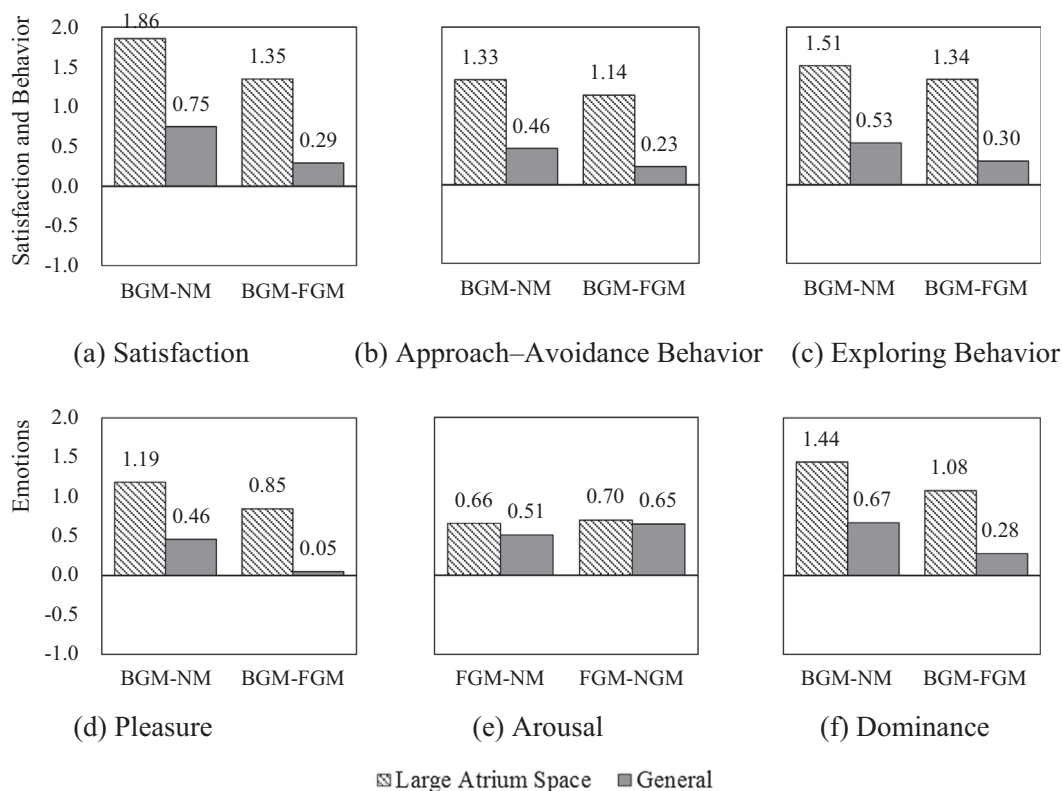 Satisfaction and Behavior
2.0
1.5
1.0
0.5
0.0
-0.5
-1.0
1.86
0.75
1.35
0.29
BGM-NM BGM-FGM
1.33
0.46
1.14
0.23
BGM-NM BGM-FGM
1.51
0.53
1.34
0.30
BGM-NM BGM-FGM
(a) Satisfaction
(b) Approach–Avoidance Behavior
(c) Exploring Behavior
Emotions
2.0
1.5
1.0
0.5
0.0
-0.5
-1.0
1.19
0.46
0.85
0.05
BGM-NM BGM-FGM
0.66
0.51
0.70
0.65
FGM-NM FGM-NGM
1.44
0.67
1.08
0.28
BGM-NM BGM-FGM
(d) Pleasure
(e) Arousal
(f) Dominance
Large Atrium Space General